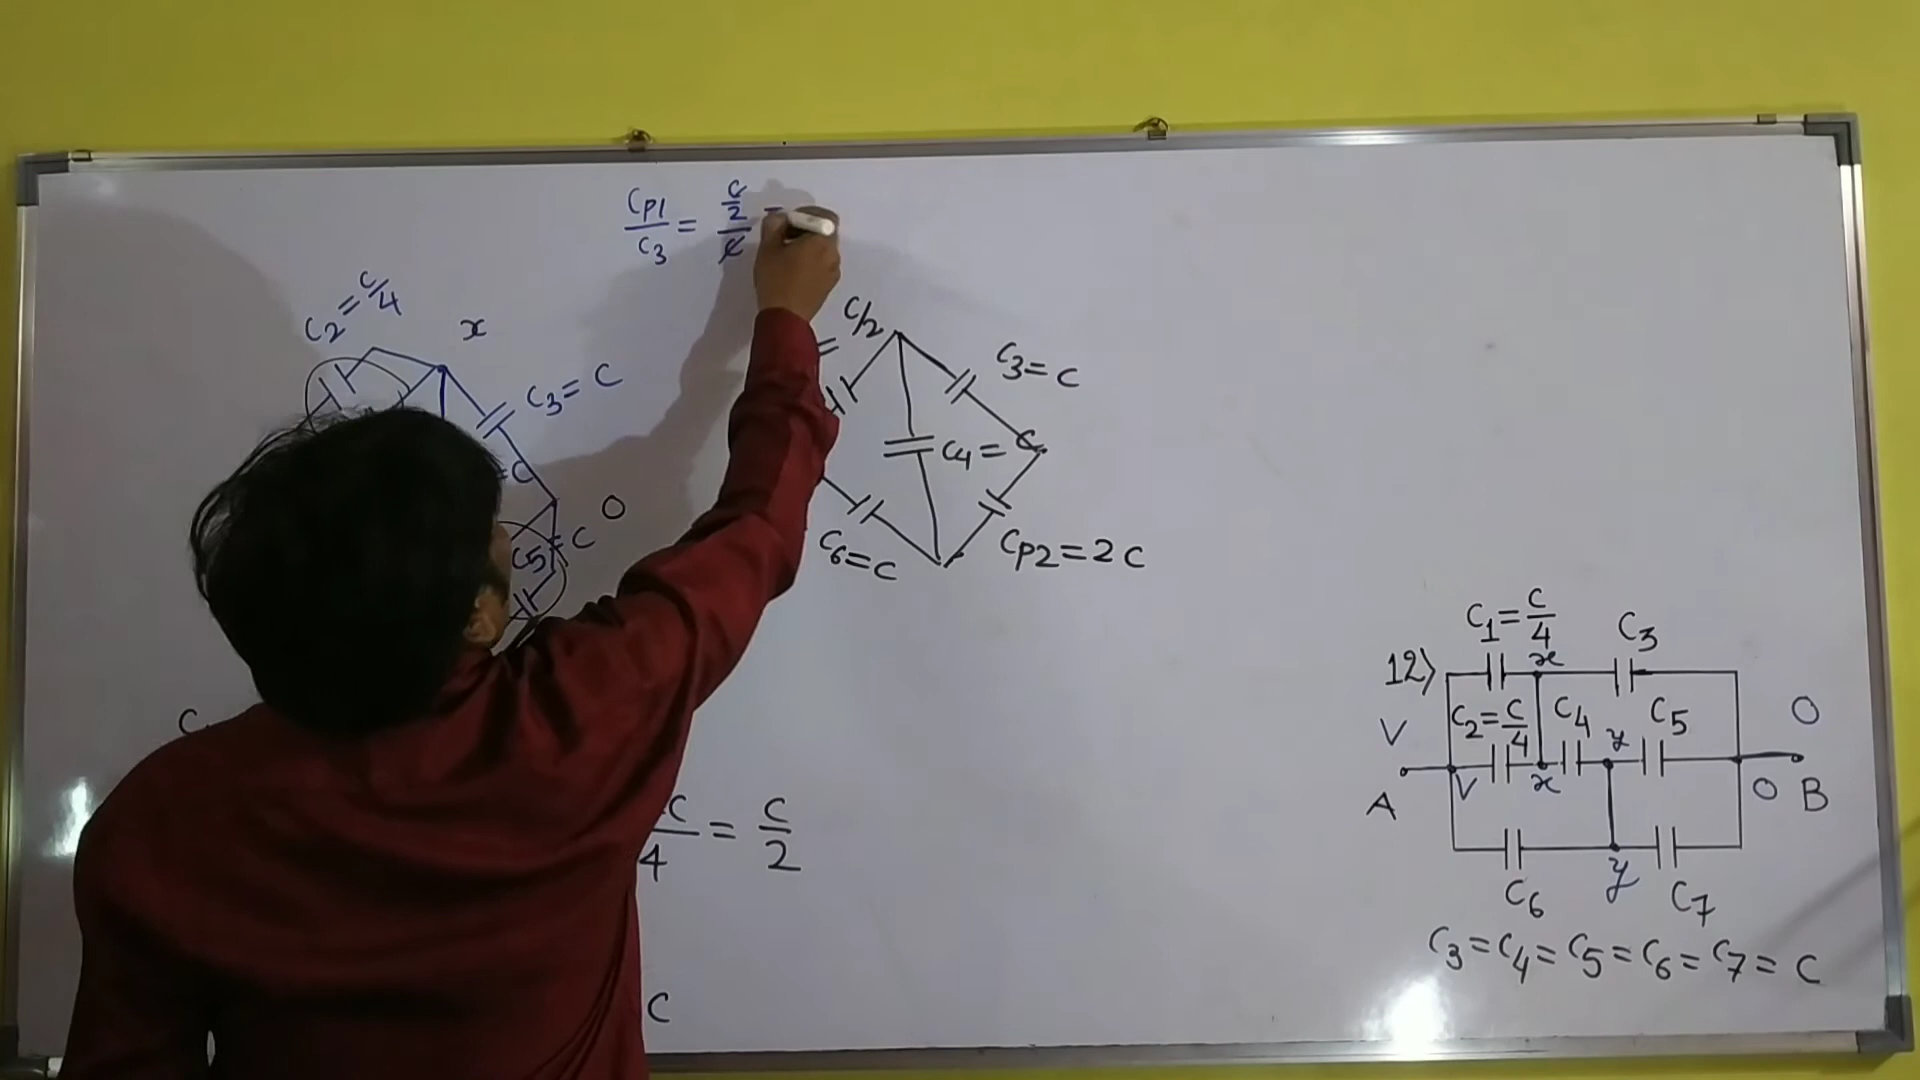 Cp1/C3 = (C/2)/C =
C2 = C/4
x
C3 = C
= C
O
C5 = C
= C/2
C3 = C
C4 = C
C6 = C
Cp2 = 2C
C
C/4 = C/2
C
12)
C1 = C/4
x
C3
V
C2 = C/4
C4
y
C5
O
A
V
x
O
B
C6
y
C7
C3 = C4 = C5 = C6 = C7 = C